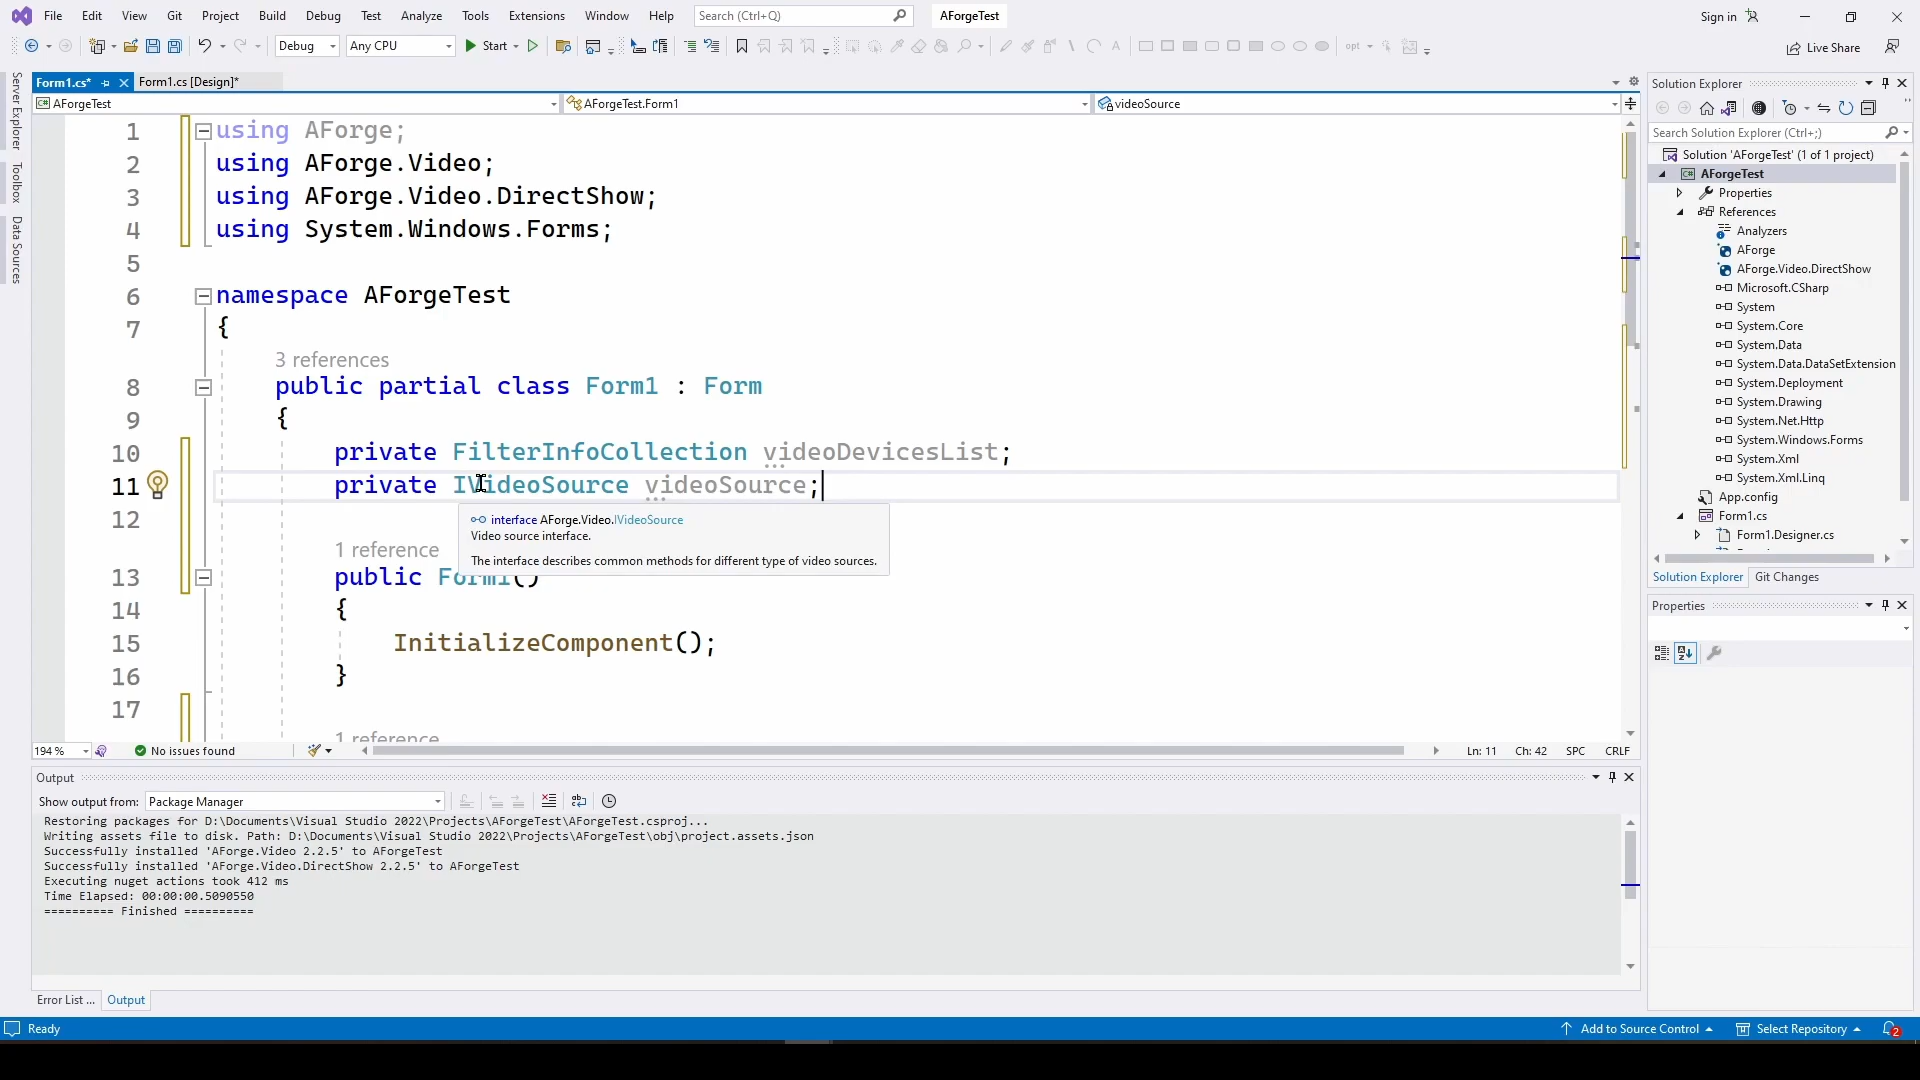 File Edit View Git Project Build Debug Test Analyze Tools Extensions Window Help Search (Ctrl+Q) AForgeTest Sign in
Debug Any CPU Start opt Live Share
Form1.cs* Form1.cs [Design]*
AForgeTest AForgeTest.Form1 videoSource
Server Explorer
Toolbox
Data Sources
1 using AForge;
2 using AForge.Video;
3 using AForge.Video.DirectShow;
4 using System.Windows.Forms;
5
6 namespace AForgeTest
7 {
3 references
8 public partial class Form1 : Form
9 {
10 private FilterInfoCollection videoDevicesList;
11 private IVideoSource videoSource;
12
interface AForge.Video.IVideoSource
Video source interface.
The interface describes common methods for different type of video sources.
1 reference
13 public Form1()
14 {
15 InitializeComponent();
16 }
17
1 reference
194 % No issues found Ln: 11 Ch: 42 SPC CRLF
Output
Show output from: Package Manager
Restoring packages for D:\Documents\Visual Studio 2022\Projects\AForgeTest\AForgeTest.csproj...
Writing assets file to disk. Path: D:\Documents\Visual Studio 2022\Projects\AForgeTest\obj\project.assets.json
Successfully installed 'AForge.Video 2.2.5' to AForgeTest
Successfully installed 'AForge.Video.DirectShow 2.2.5' to AForgeTest
Executing nuget actions took 412 ms
Time Elapsed: 00:00:00.5090550
========== Finished ==========
Error List ... Output
Solution Explorer
Search Solution Explorer (Ctrl+;)
Solution 'AForgeTest' (1 of 1 project)
AForgeTest
Properties
References
Analyzers
AForge
AForge.Video.DirectShow
Microsoft.CSharp
System
System.Core
System.Data
System.Data.DataSetExtension
System.Deployment
System.Drawing
System.Net.Http
System.Windows.Forms
System.Xml
System.Xml.Linq
App.config
Form1.cs
Form1.Designer.cs
Solution Explorer Git Changes
Properties
Ready Add to Source Control Select Repository 2